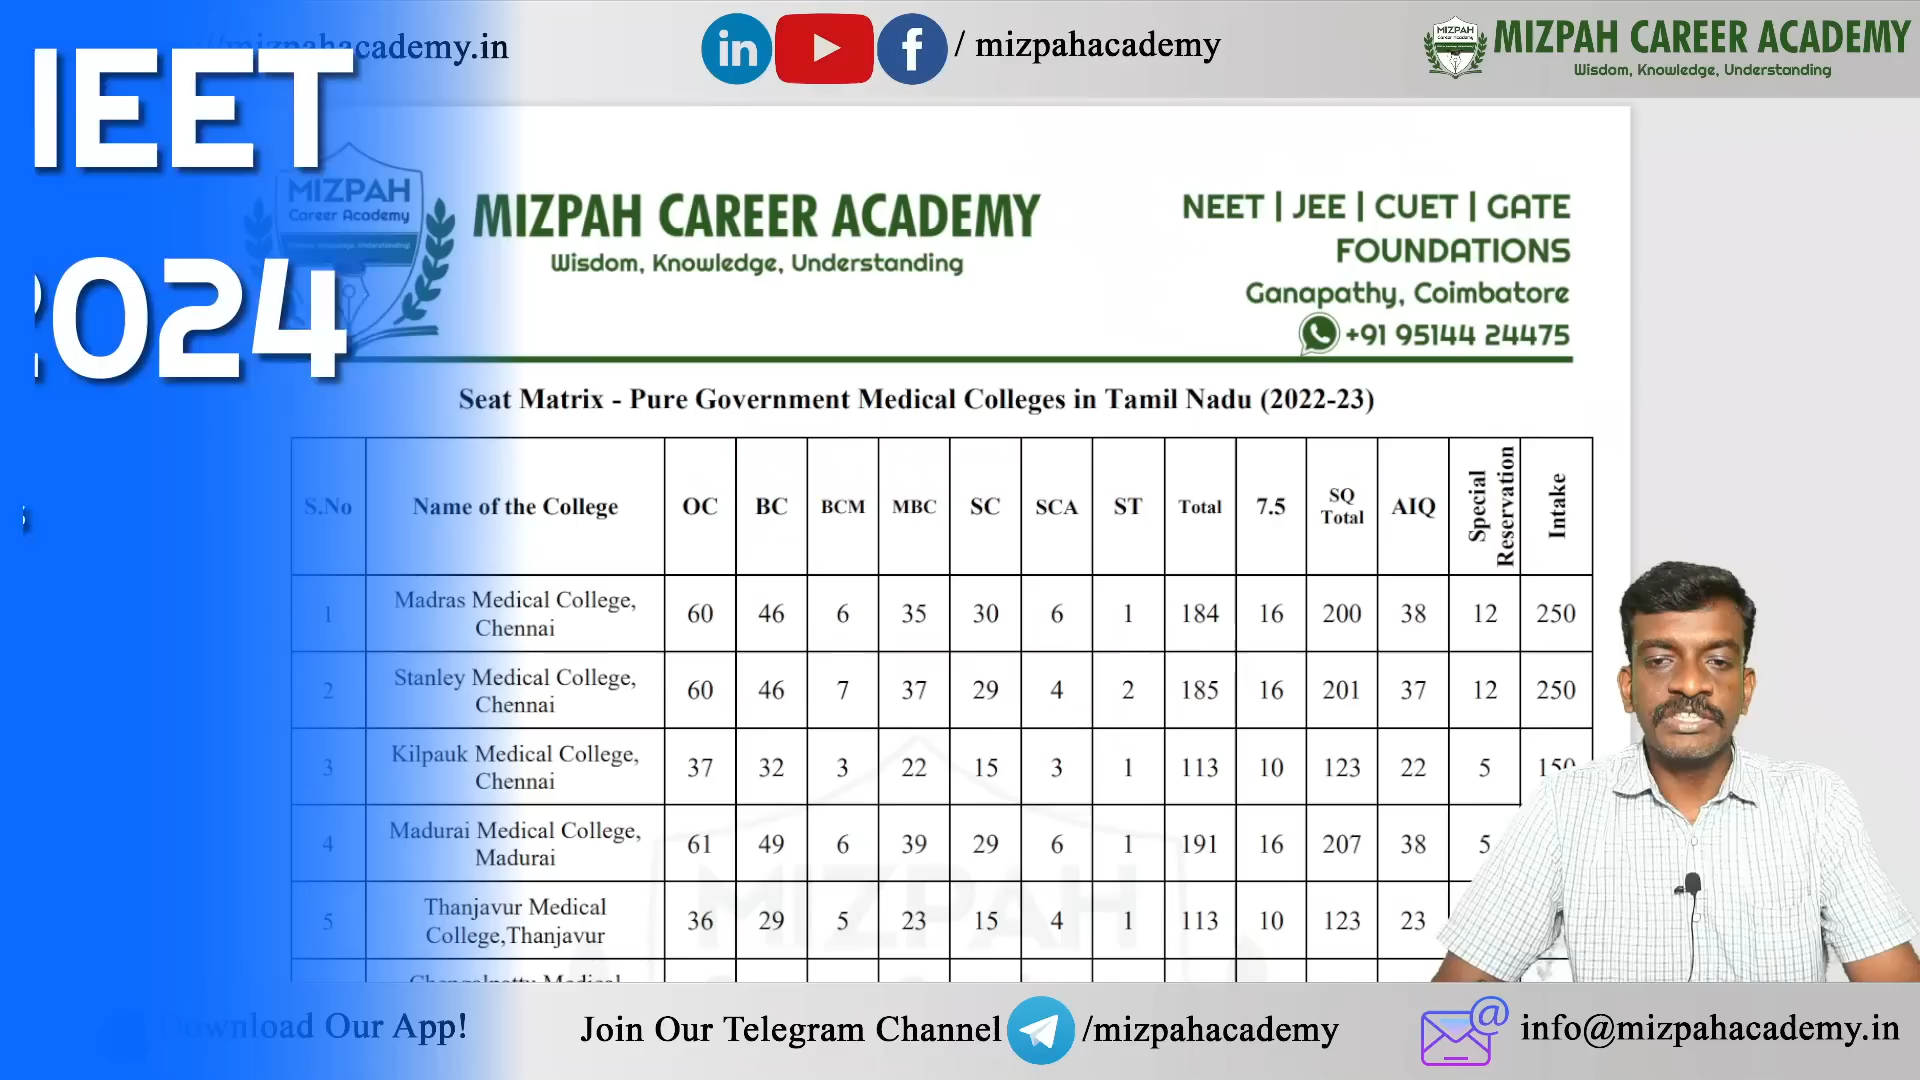 mizpahacademy.in
/ mizpahacademy
MIZPAH
Career Academy
MIZPAH CAREER ACADEMY
Wisdom, Knowledge, Understanding
EET
2024
MIZPAH
Career Academy
MIZPAH CAREER ACADEMY
Wisdom, Knowledge, Understanding
NEET | JEE | CUET | GATE
FOUNDATIONS
Ganapathy, Coimbatore
+91 95144 24475
Seat Matrix - Pure Government Medical Colleges in Tamil Nadu (2022-23)
S.No Name of the College OC BC BCM MBC SC SCA ST Total 7.5 SQ Total AIQ Special Reservation Intake
1 Madras Medical College, Chennai 60 46 6 35 30 6 1 184 16 200 38 12 250
2 Stanley Medical College, Chennai 60 46 7 37 29 4 2 185 16 201 37 12 250
3 Kilpauk Medical College, Chennai 37 32 3 22 15 3 1 113 10 123 22 5 150
4 Madurai Medical College, Madurai 61 49 6 39 29 6 1 191 16 207 38 5
5 Thanjavur Medical College,Thanjavur 36 29 5 23 15 4 1 113 10 123 23
MIZPAH
Download Our App!
Join Our Telegram Channel /mizpahacademy
info@mizpahacademy.in